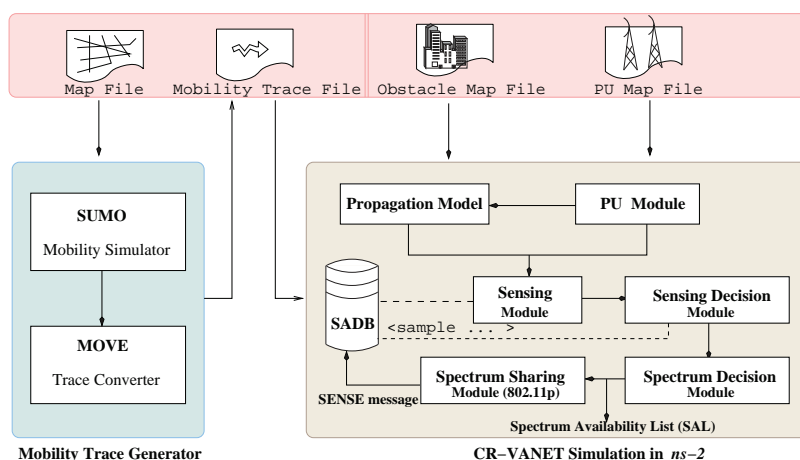 Map File
Mobility Trace File
Obstacle Map File
PU Map File
SUMO
Mobility Simulator
MOVE
Trace Converter
Propagation Model
PU Module
Sensing
Module
Sensing Decision
Module
SADB
<sample ... >
Spectrum Sharing
Module (802.11p)
Spectrum Decision
Module
SENSE message
Spectrum Availability List (SAL)
Mobility Trace Generator
CR−VANET Simulation in ns−2